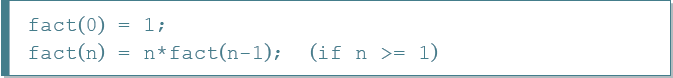 fact(0) = 1;
fact(n) = n*fact(n-1);  (if n >= 1)